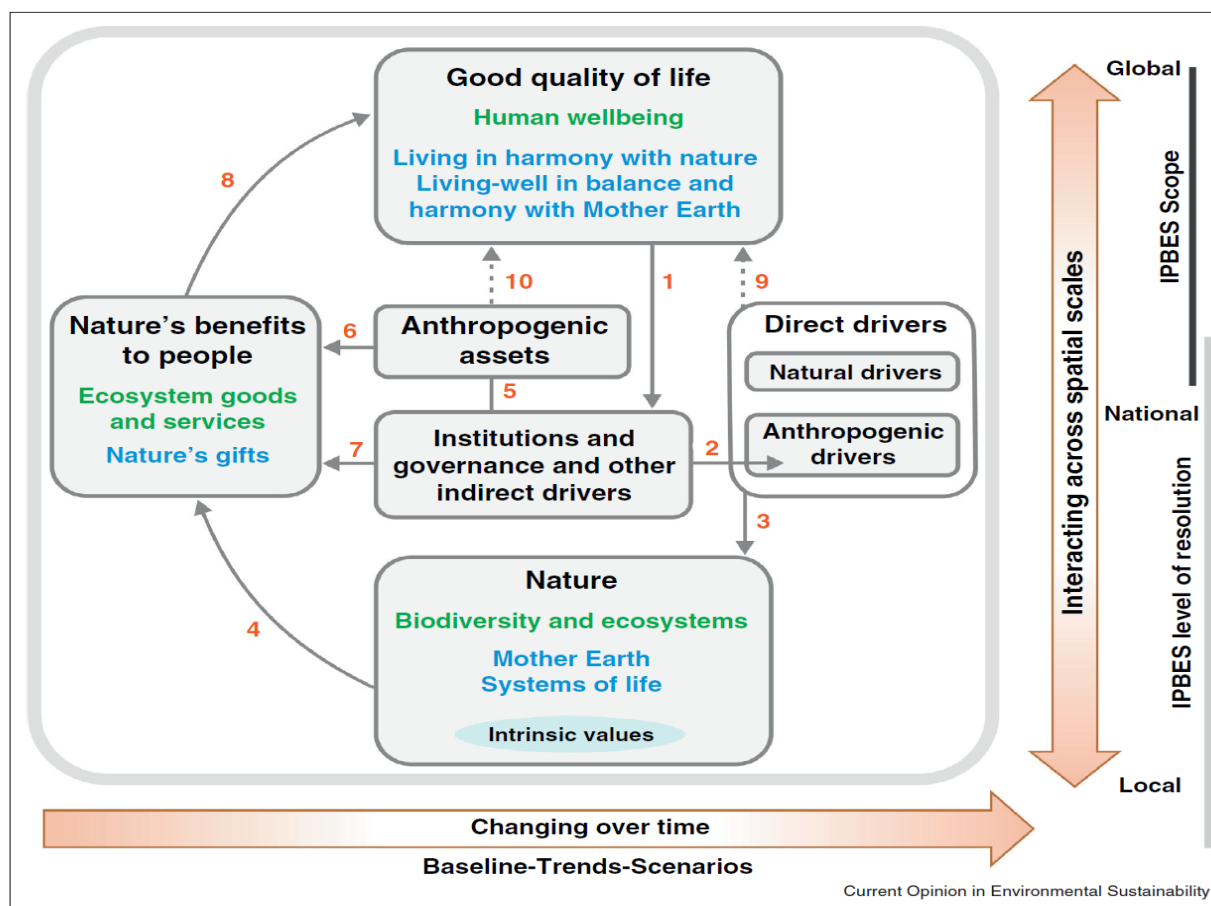 Good quality of life
Human wellbeing
Living in harmony with nature
Living-well in balance and
harmony with Mother Earth
8
10
1
9
Nature’s benefits
to people
Ecosystem goods
and services
Nature’s gifts
6
Anthropogenic
assets
5
7
Institutions and
governance and other
indirect drivers
2
Direct drivers
Natural drivers
Anthropogenic
drivers
3
4
Nature
Biodiversity and ecosystems
Mother Earth
Systems of life
Intrinsic values
Global
National
Local
Interacting across spatial scales
IPBES Scope
IPBES level of resolution
Changing over time
Baseline-Trends-Scenarios
Current Opinion in Environmental Sustainability